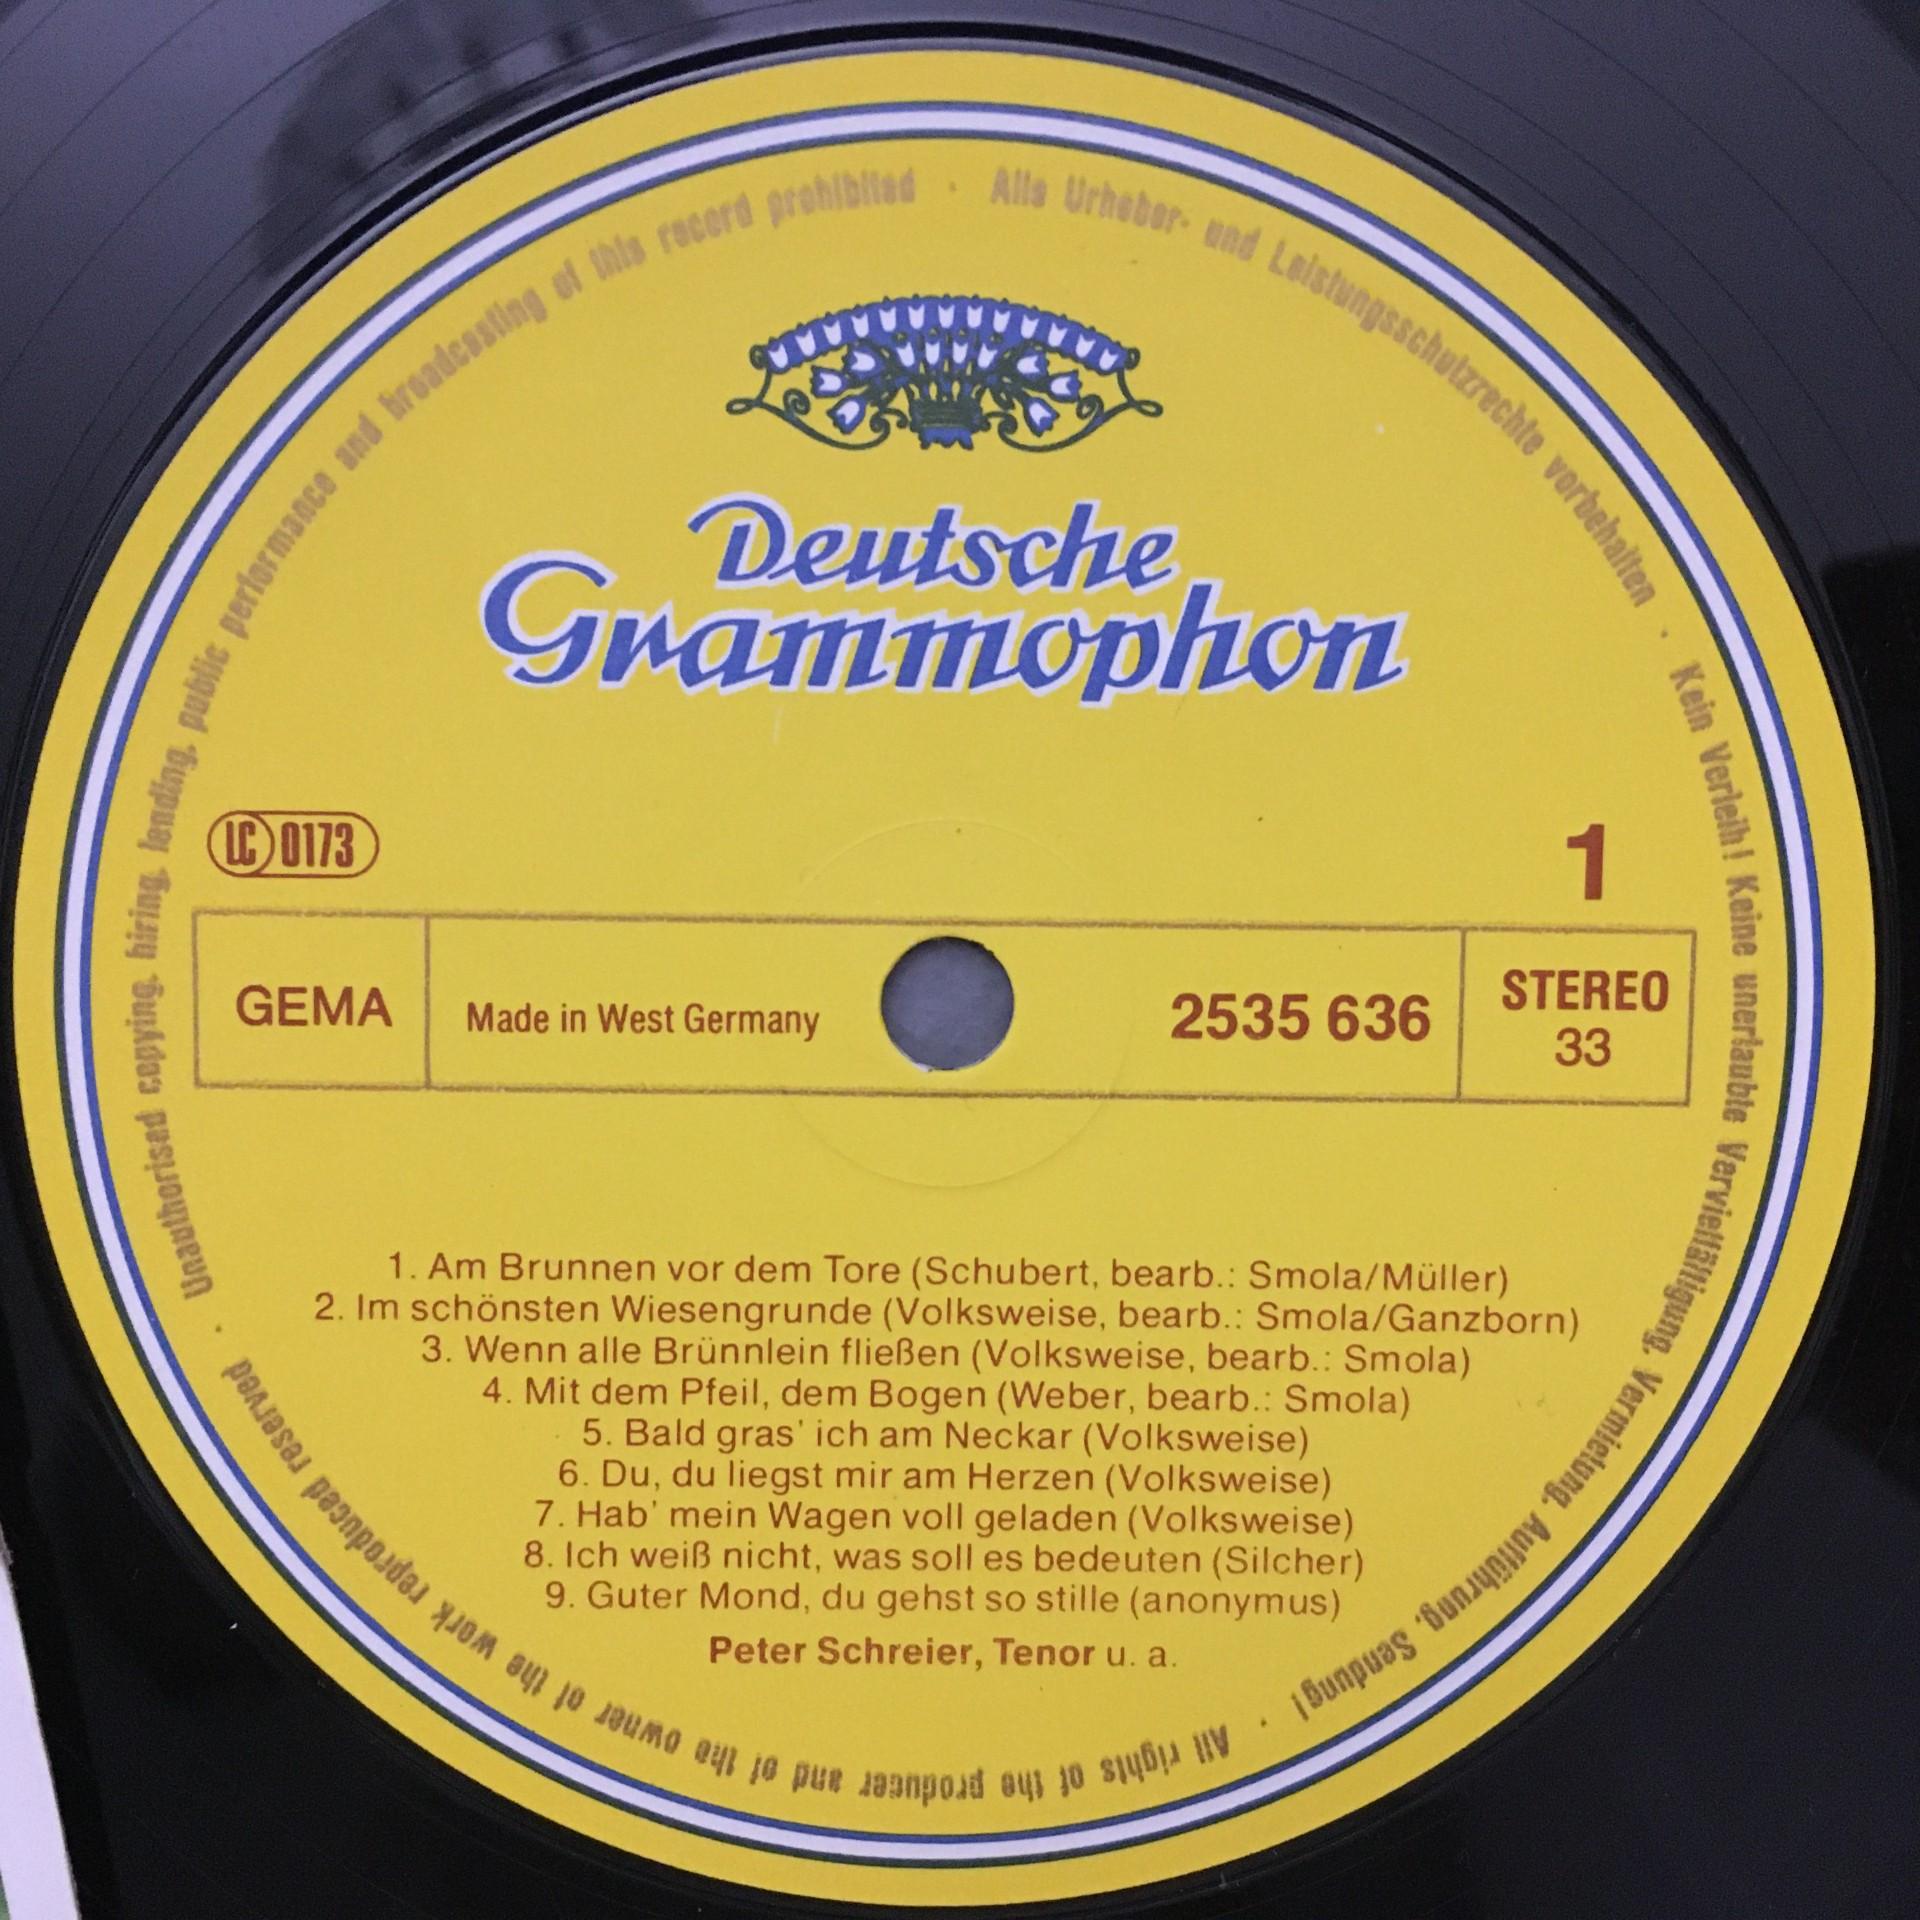 Deutsche
Grammophon
LC 0173
1
GEMA
Made in West Germany
2535 636
STEREO
33
1. Am Brunnen vor dem Tore (Schubert, bearb.: Smola/Müller)
2. Im schönsten Wiesengrunde (Volksweise, bearb.: Smola/Ganzborn)
3. Wenn alle Brünnlein fließen (Volksweise, bearb.: Smola)
4. Mit dem Pfeil, dem Bogen (Weber, bearb.: Smola)
5. Bald gras' ich am Neckar (Volksweise)
6. Du, du liegst mir am Herzen (Volksweise)
7. Hab' mein Wagen voll geladen (Volksweise)
8. Ich weiß nicht, was soll es bedeuten (Silcher)
9. Guter Mond, du gehst so stille (anonymus)
Peter Schreier, Tenor u. a.
Alle Urheber- und Leistungsschutzrechte vorbehalten · Kein Verleih! Keine unerlaubte Vervielfältigung, Vermietung, Aufführung, Sendung! · All rights of the producer and of the owner of the work reproduced reserved · Unauthorised copying, hiring, lending, public performance and broadcasting of this record prohibited ·